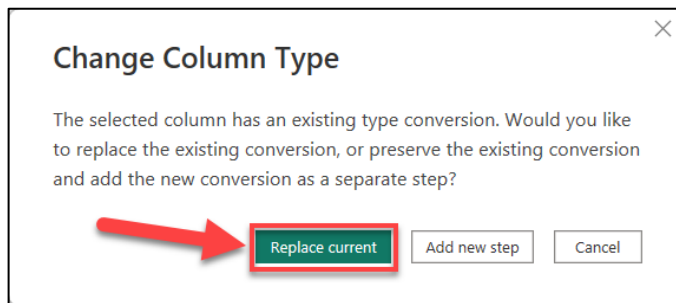 Change Column Type
The selected column has an existing type conversion. Would you like
to replace the existing conversion, or preserve the existing conversion
and add the new conversion as a separate step?
Replace current Add new step Cancel